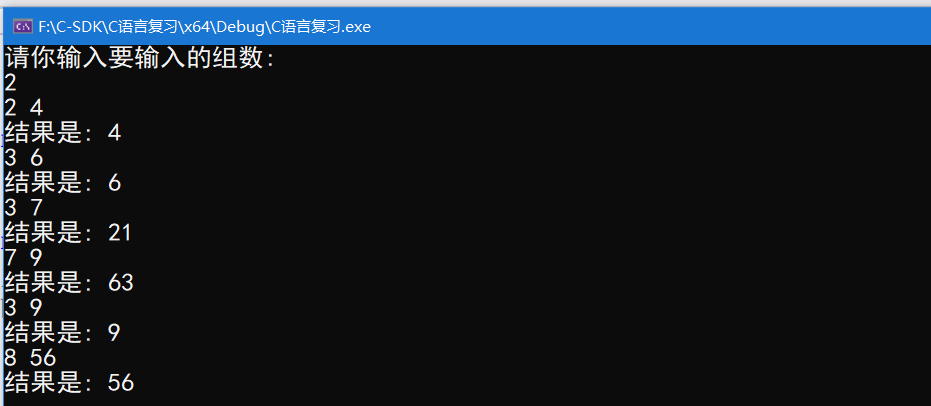 F:\C-SDK\C语言复习\x64\Debug\C语言复习.exe
请你输入要输入的组数:
2
2 4
结果是: 4
3 6
结果是: 6
3 7
结果是: 21
7 9
结果是: 63
3 9
结果是: 9
8 56
结果是: 56